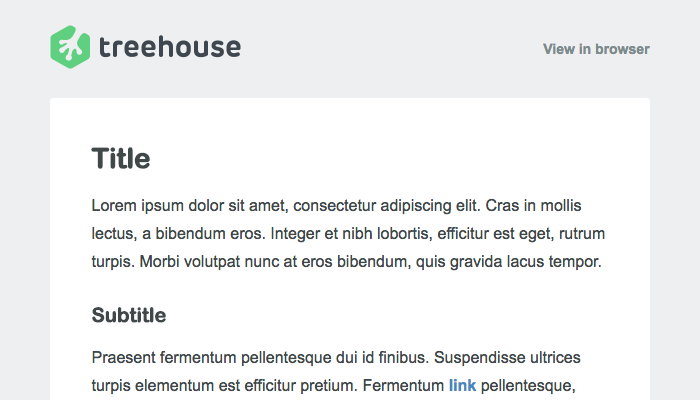 treehouse
View in browser
Title
Lorem ipsum dolor sit amet, consectetur adipiscing elit. Cras in mollis
lectus, a bibendum eros. Integer et nibh lobortis, efficitur est eget, rutrum
turpis. Morbi volutpat nunc at eros bibendum, quis gravida lacus tempor.
Subtitle
Praesent fermentum pellentesque dui id finibus. Suspendisse ultrices
turpis elementum est efficitur pretium. Fermentum link pellentesque,